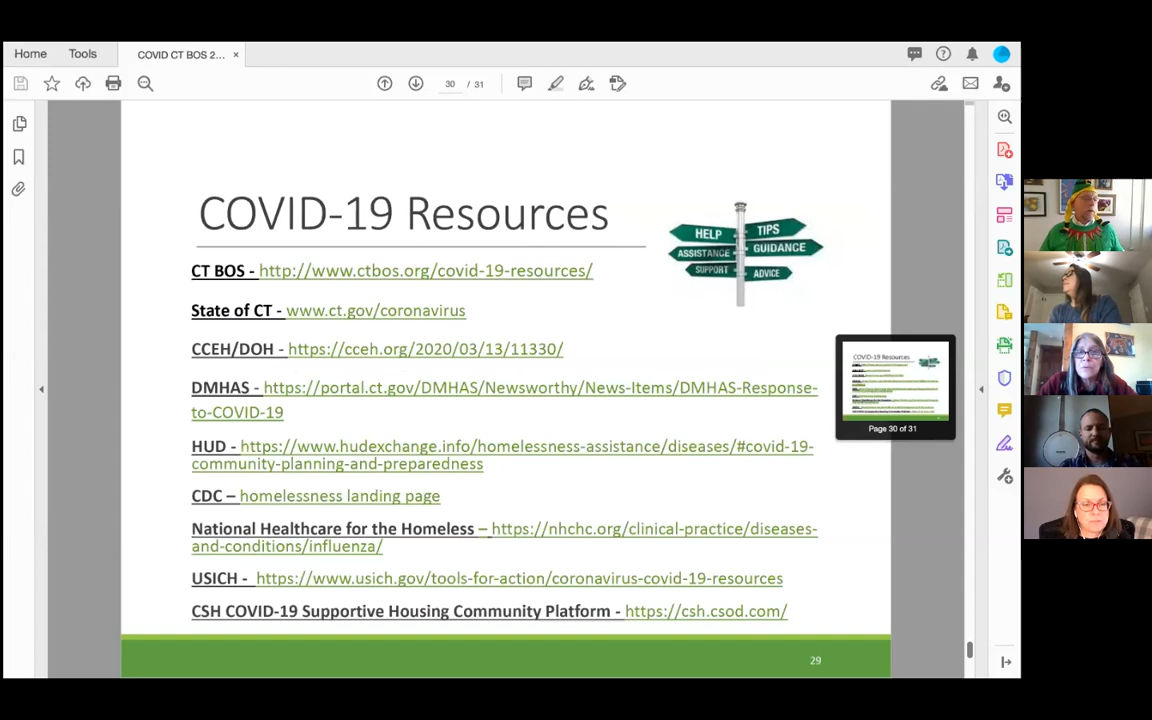 Home Tools COVID CT BOS 2... ×
30 / 31
COVID-19 Resources
HELP
TIPS
ASSISTANCE
GUIDANCE
SUPPORT
ADVICE
CT BOS - http://www.ctbos.org/covid-19-resources/
State of CT - www.ct.gov/coronavirus
CCEH/DOH - https://cceh.org/2020/03/13/11330/
DMHAS - https://portal.ct.gov/DMHAS/Newsworthy/News-Items/DMHAS-Response-
to-COVID-19
HUD - https://www.hudexchange.info/homelessness-assistance/diseases/#covid-19-
community-planning-and-preparedness
CDC – homelessness landing page
National Healthcare for the Homeless – https://nhchc.org/clinical-practice/diseases-
and-conditions/influenza/
USICH - https://www.usich.gov/tools-for-action/coronavirus-covid-19-resources
CSH COVID-19 Supportive Housing Community Platform - https://csh.csod.com/
29
COVID-19 Resources
Page 30 of 31